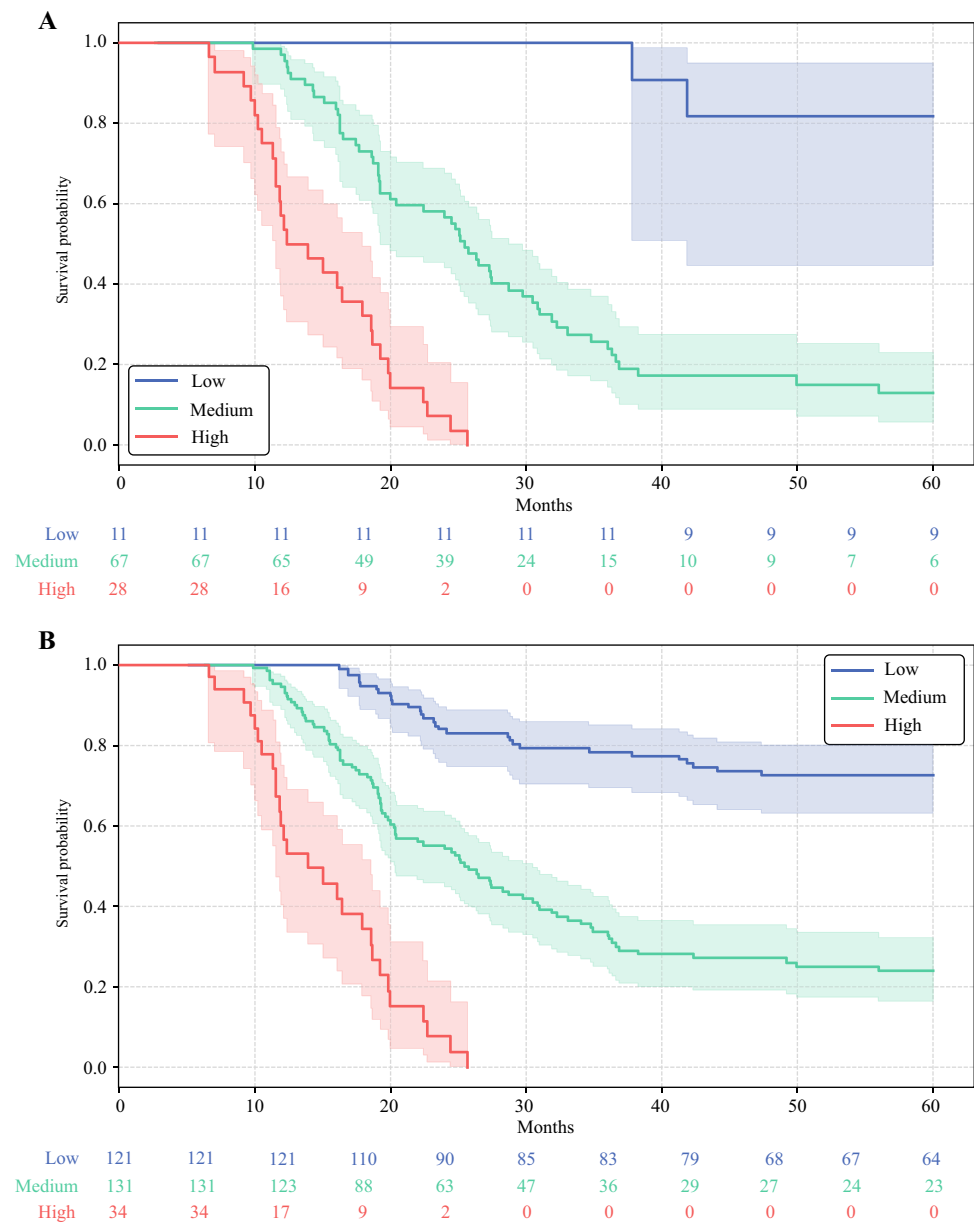 A
Survival probability
1.0
0.8
0.6
0.4
0.2
0.0
Low
Medium
High
0 10 20 30 40 50 60
Months
Low 11 11 11 11 11 11 11 9 9 9 9
Medium 67 67 65 49 39 24 15 10 9 7 6
High 28 28 16 9 2 0 0 0 0 0 0
B
Survival probability
1.0
0.8
0.6
0.4
0.2
0.0
Low
Medium
High
0 10 20 30 40 50 60
Months
Low 121 121 121 110 90 85 83 79 68 67 64
Medium 131 131 123 88 63 47 36 29 27 24 23
High 34 34 17 9 2 0 0 0 0 0 0